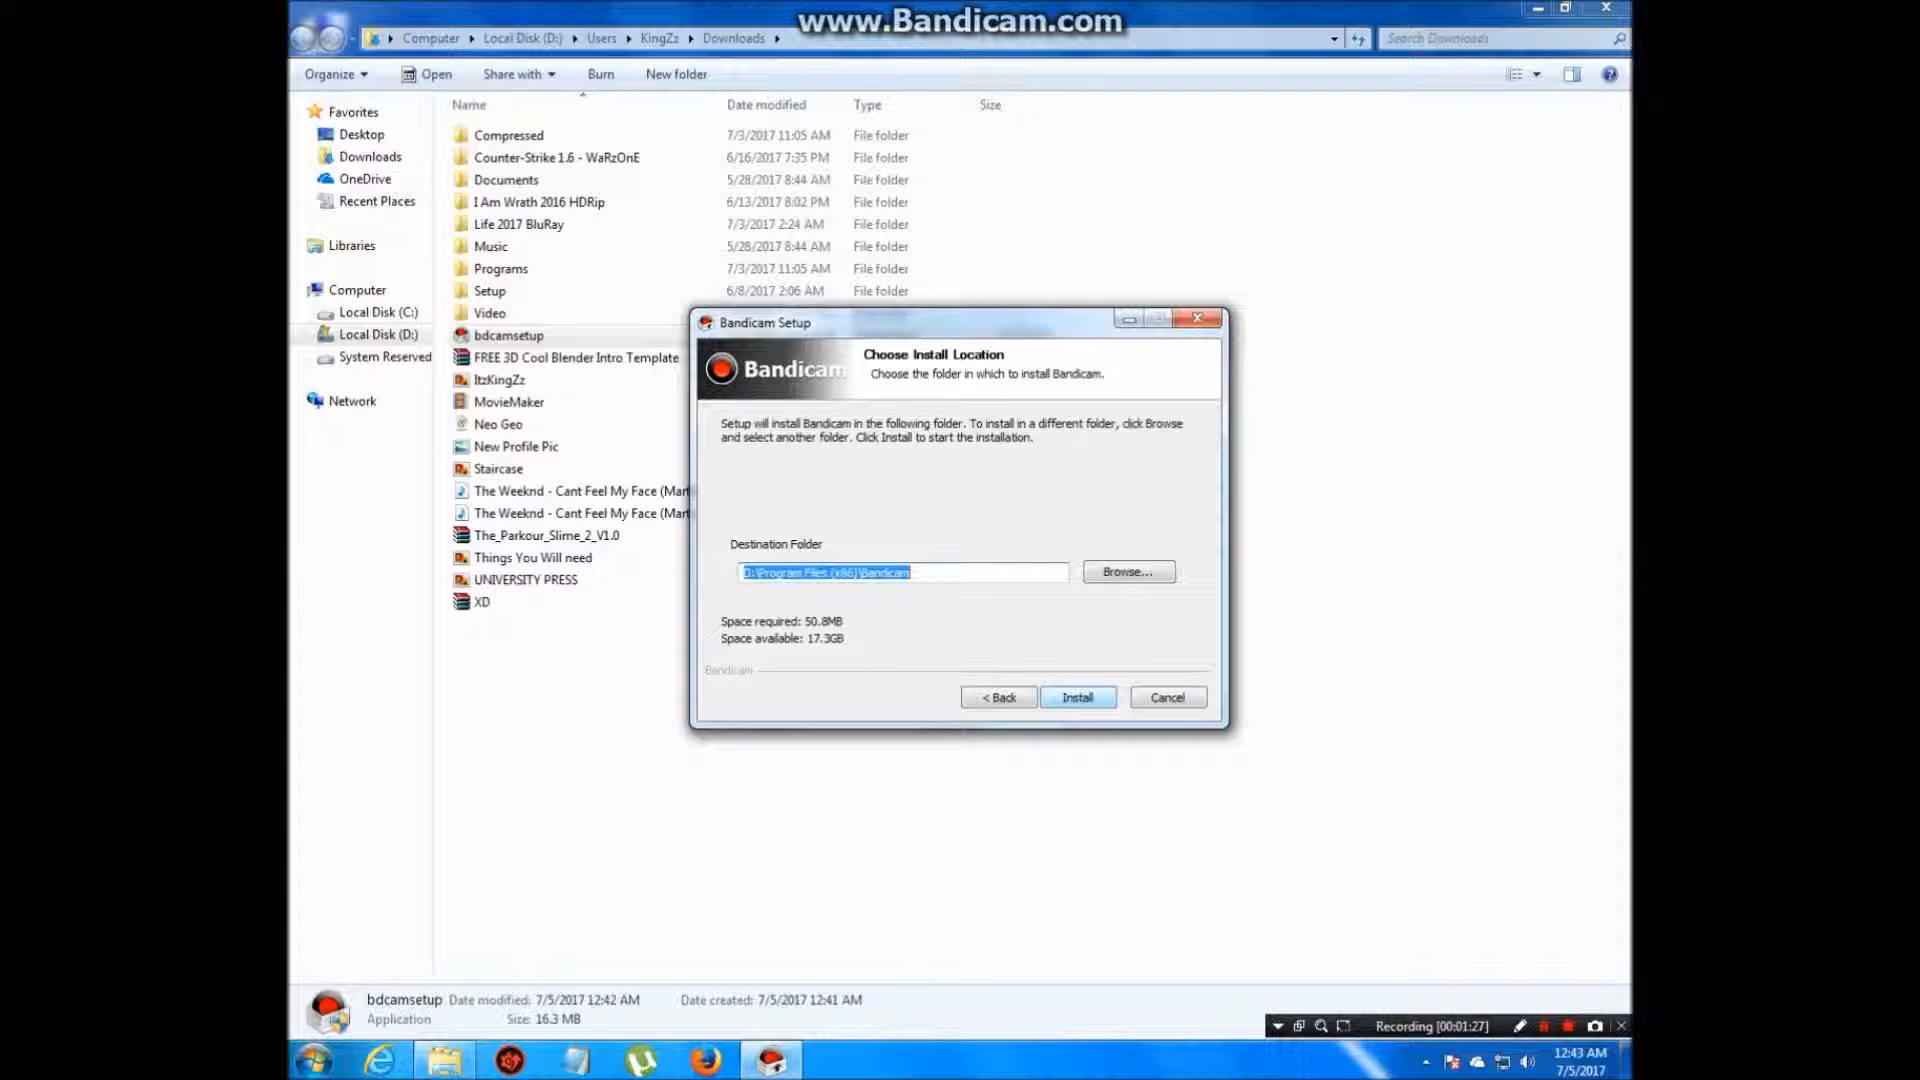 www.Bandicam.com
Computer
Local Disk (D:)
Users
KingZz
Downloads
Search Downloads
Organize
Open
Share with
Burn
New folder
Name
Date modified
Type
Size
Favorites
Desktop
Downloads
OneDrive
Recent Places
Libraries
Computer
Local Disk (C:)
Local Disk (D:)
System Reserved
Network
Compressed 7/3/2017 11:05 AM File folder
Counter-Strike 1.6 - WaRzOnE 6/16/2017 7:35 PM File folder
Documents 5/28/2017 8:44 AM File folder
I Am Wrath 2016 HDRip 6/13/2017 8:02 PM File folder
Life 2017 BluRay 7/3/2017 2:24 AM File folder
Music 5/28/2017 8:44 AM File folder
Programs 7/3/2017 11:05 AM File folder
Setup 6/8/2017 2:06 AM File folder
Video
bdcamsetup
FREE 3D Cool Blender Intro Template
ItzKingZz
MovieMaker
Neo Geo
New Profile Pic
Staircase
The Weeknd - Cant Feel My Face (Mart
The Weeknd - Cant Feel My Face (Mart
The_Parkour_Slime_2_V1.0
Things You Will need
UNIVERSITY PRESS
XD
Bandicam Setup
Bandicam
Choose Install Location
Choose the folder in which to install Bandicam.
Setup will install Bandicam in the following folder. To install in a different folder, click Browse
and select another folder. Click Install to start the installation.
Destination Folder
D:\Program Files (x86)\Bandicam
Browse...
Space required: 50.8MB
Space available: 17.3GB
Bandicam
< Back
Install
Cancel
bdcamsetup Date modified: 7/5/2017 12:42 AM Date created: 7/5/2017 12:41 AM
Application Size: 16.3 MB
Recording [00:01:27]
12:43 AM
7/5/2017